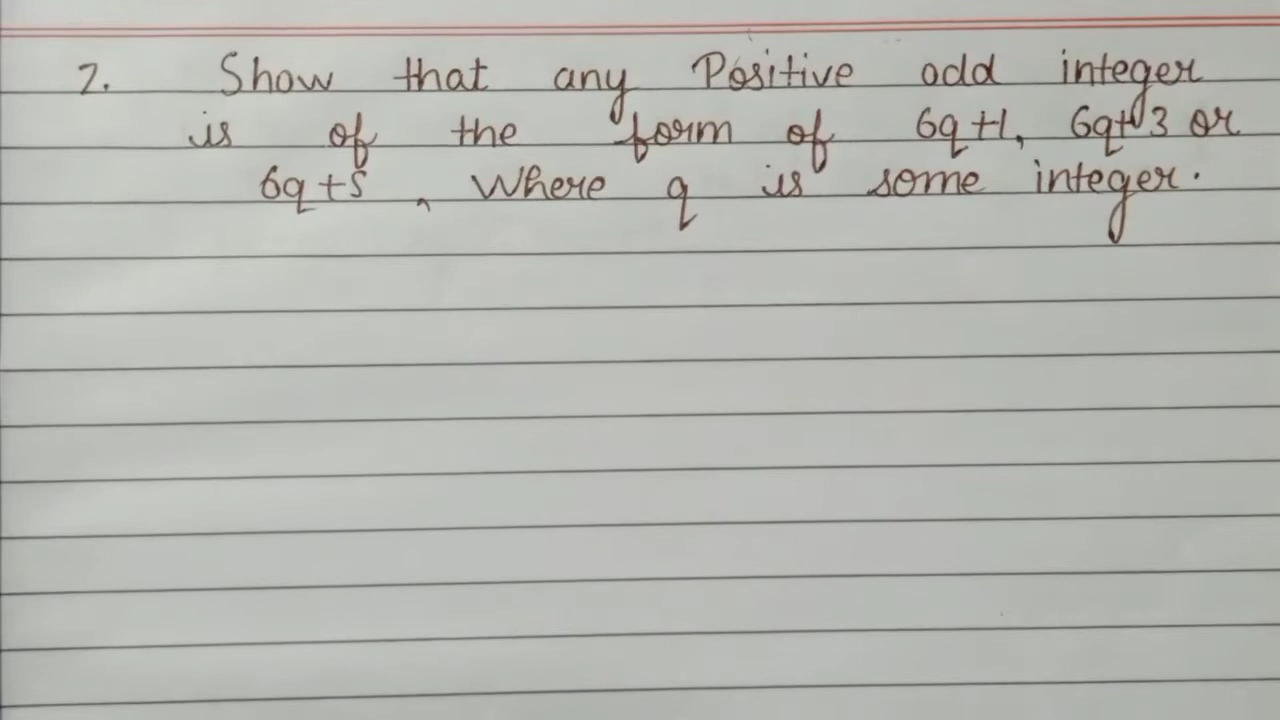 2. Show that any Positive odd integer
is of the form of 6q+1, 6q+3 or
6q+5, Where q is some integer.